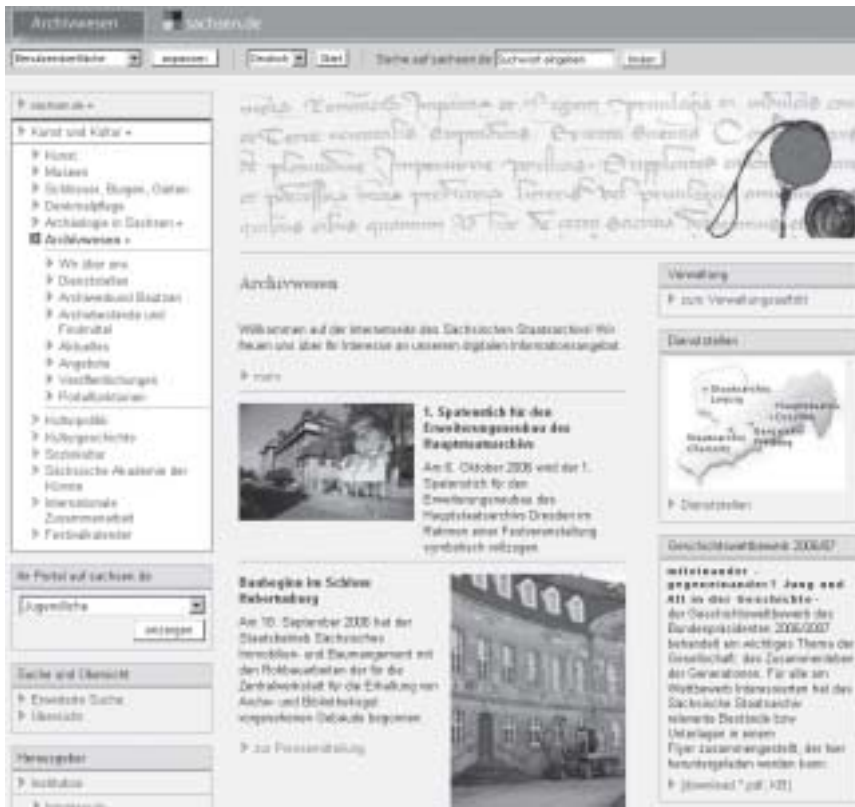 Archivwesen
sachsen.de
Benutzeroberfläche
anpassen
Deutsch
Start
Suche auf sachsen.de
Suchwort eingeben
finden
sachsen.de
Kunst und Kultur
Kunst
Museen
Schlösser, Burgen, Gärten
Denkmalpflege
Archäologie in Sachsen
Archivwesen
Wir über uns
Dienststellen
Archivverbund Bautzen
Archivbestände und
Findmittel
Aktuelles
Angebote
Veröffentlichungen
Portalfunktionen
Kulturpolitik
Kulturgeschichte
Soziokultur
Sächsische Akademie der
Künste
Internationale
Zusammenarbeit
Festivalkalender
Ihr Portal auf sachsen.de
Jugendliche
anzeigen
Suche und Übersicht
Erweiterte Suche
Übersicht
Herausgeber
Institution
Archivwesen
Willkommen auf der Internetseite des Sächsischen Staatsarchivs! Wir
freuen uns über Ihr Interesse an unserem digitalen Informationsangebot.
mehr
1. Spatenstich für den
Erweiterungsneubau des
Hauptstaatsarchivs
Am 6. Oktober 2006 wird der 1.
Spatenstich für den
Erweiterungsneubau des
Hauptstaatsarchivs Dresden im
Rahmen einer Festveranstaltung
symbolisch vollzogen.
Baubeginn im Schloss
Hubertusburg
Am 18. September 2006 hat der
Staatsbetrieb Sächsisches
Immobilien- und Baumanagement mit
den Rohbauarbeiten der für die
Zentralwerkstatt für die Erhaltung von
Archiv- und Bibliotheksgut
vorgesehenen Gebäude begonnen.
zur Pressemitteilung
Verwaltung
zum Verwaltungsauftritt
Dienststellen
Staatsarchiv
Leipzig
Staatsarchiv
Chemnitz
Dienststellen
Geschichtswettbewerb 2006/07
miteinander -
gegeneinander? Jung und
Alt in der Geschichte -
der Geschichtswettbewerb des
Bundespräsidenten 2006/2007
behandelt ein wichtiges Thema der
Gesellschaft: das Zusammenleben
der Generationen. Für alle am
Wettbewerb Interessierten hat das
Sächsische Staatsarchiv
relevante Bestände bzw.
Unterlagen in einem
Flyer zusammengestellt, der hier
heruntergeladen werden kann: